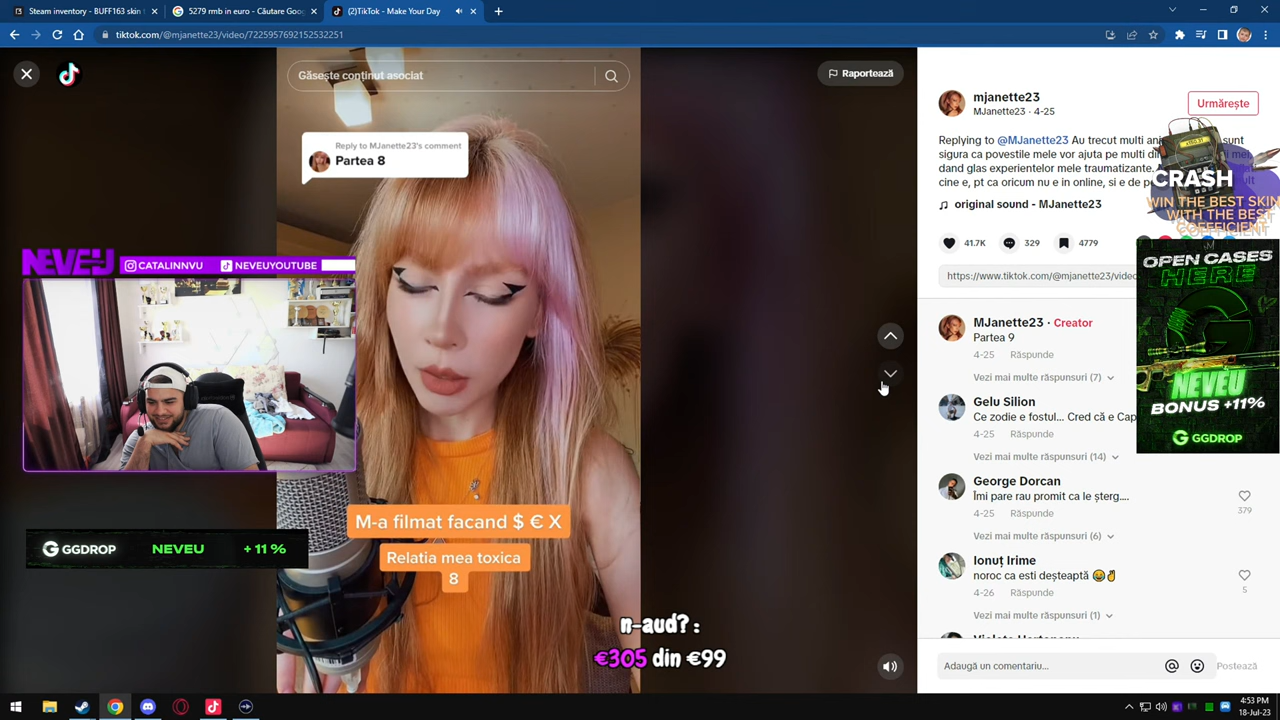 Steam inventory - BUFF163 skin
5279 rmb in euro - Căutare Goog
(2)TikTok - Make Your Day
tiktok.com/@mjanette23/video/7225957692152532251
Găsește conținut asociat
Raportează
Reply to MJanette23's comment
Partea 8
NEVEU
CATALINNVU
NEVEUYOUTUBE
GGDROP
NEVEU
+ 11 %
M-a filmat facand $ € X
Relatia mea toxica
8
n-aud? :
€305 din €99
mjanette23
MJanette23 · 4-25
Urmărește
Replying to @MJanette23 Au trecut multi ani
sunt
sigura ca povestile mele vor ajuta pe multi di
mei,
dand glas experientelor mele traumatizante.
cine e, pt ca oricum nu e in online, si e de p
original sound - MJanette23
41.7K
329
4779
https://www.tiktok.com/@mjanette23/video
CRASH
WIN THE BEST SKIN
WITH THE BEST
COEFFICIENT
OPEN CASES
HERE
NEVEU
BONUS +11%
GGDROP
MJanette23 · Creator
Partea 9
4-25 Răspunde
Vezi mai multe răspunsuri (7)
Gelu Silion
Ce zodie e fostul... Cred că e Cap
4-25 Răspunde
Vezi mai multe răspunsuri (14)
George Dorcan
Îmi pare rau promit ca le șterg....
379
4-25 Răspunde
Vezi mai multe răspunsuri (6)
Ionuț Irime
noroc ca esti deșteaptă 😂✌
5
4-26 Răspunde
Vezi mai multe răspunsuri (1)
Adaugă un comentariu...
Postează
4:53 PM
18-Jul-23